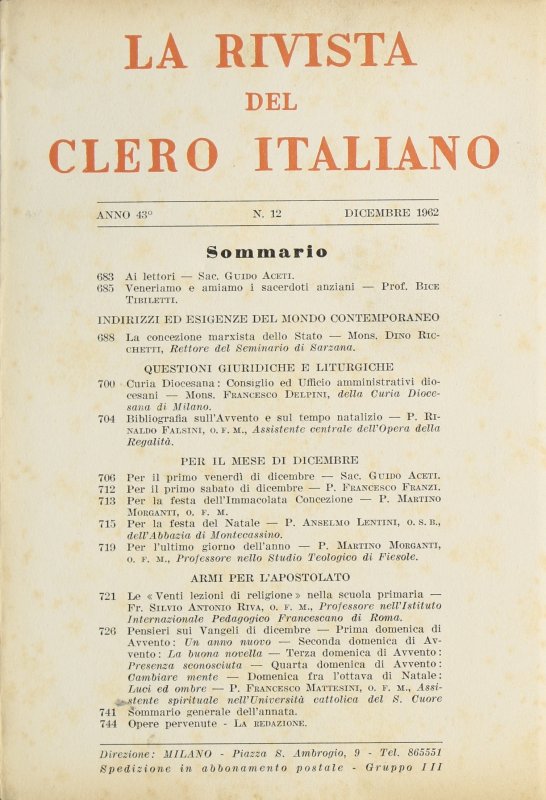 LA RIVISTA
DEL
CLERO ITALIANO
ANNO 43º N. 12 DICEMBRE 1962
Sommario
683 Ai lettori — Sac. GUIDO ACETI.
685 Veneriamo e amiamo i sacerdoti anziani — Prof. BICE
TIBILETTI.
INDIRIZZI ED ESIGENZE DEL MONDO CONTEMPORANEO
688 La concezione marxista dello Stato — Mons. DINO RIC-
CHETTI, Rettore del Seminario di Sarzana.
QUESTIONI GIURIDICHE E LITURGICHE
700 Curia Diocesana: Consiglio ed Ufficio amministrativi dio-
cesani — Mons. FRANCESCO DELPINI, della Curia Dioce-
sana di Milano.
704 Bibliografia sull'Avvento e sul tempo natalizio — P. RI-
NALDO FALSINI, O. F. M., Assistente centrale dell'Opera della
Regalità.
PER IL MESE DI DICEMBRE
706 Per il primo venerdì di dicembre — Sac. GUIDO ACETI.
712 Per il primo sabato di dicembre — P. FRANCESCO FRANZI.
713 Per la festa dell'Immacolata Concezione — P. MARTINO
MORGANTI, O. F. M.
715 Per la festa del Natale — P. ANSELMO LENTINI, O. S. B.,
dell'Abbazia di Montecassino.
719 Per l'ultimo giorno dell'anno — P. MARTINO MORGANTI,
O. F. M., Professore nello Studio Teologico di Fiesole.
ARMI PER L'APOSTOLATO
721 Le « Venti lezioni di religione » nella scuola primaria —
Fr. SILVIO ANTONIO RIVA, O. F. M., Professore nell'Istituto
Internazionale Pedagogico Francescano di Roma.
726 Pensieri sui Vangeli di dicembre — Prima domenica di
Avvento: Un anno nuovo — Seconda domenica di Av-
vento: La buona novella — Terza domenica di Avvento:
Presenza sconosciuta — Quarta domenica di Avvento:
Cambiare mente — Domenica fra l'ottava di Natale:
Luci ed ombre — P. FRANCESCO MATTESINI, O. F. M., Assi-
stente spirituale nell'Università cattolica del S. Cuore
741 Sommario generale dell'annata.
744 Opere pervenute - LA REDAZIONE.
Direzione: MILANO - Piazza S. Ambrogio, 9 - Tel. 865551
Spedizione in abbonamento postale - Gruppo III